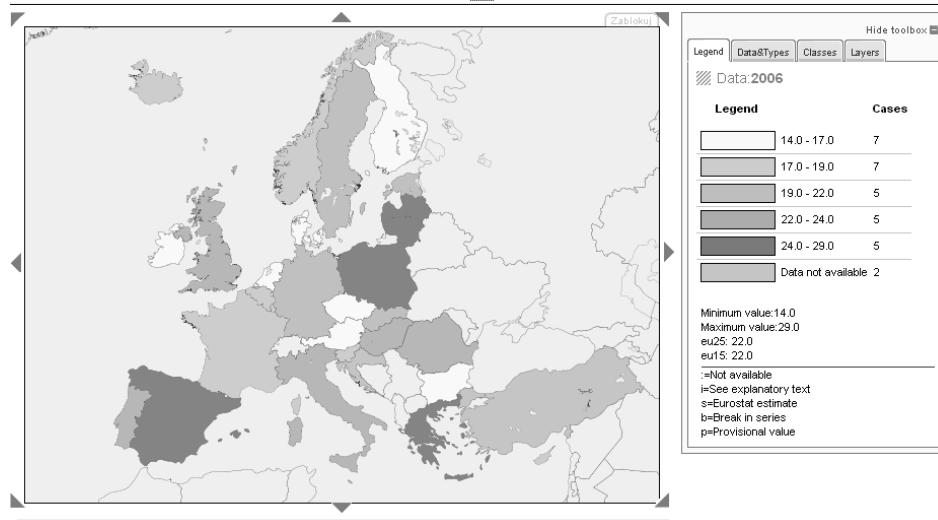 Zablokuj
Hide toolbox
Legend Data&Types Classes Layers
Data:2006
Legend Cases
14.0 - 17.0 7
17.0 - 19.0 7
19.0 - 22.0 5
22.0 - 24.0 5
24.0 - 29.0 5
Data not available 2
Minimum value:14.0
Maximum value:29.0
eu25: 22.0
eu15: 22.0
:=Not available
i=See explanatory text
s=Eurostat estimate
b=Break in series
p=Provisional value